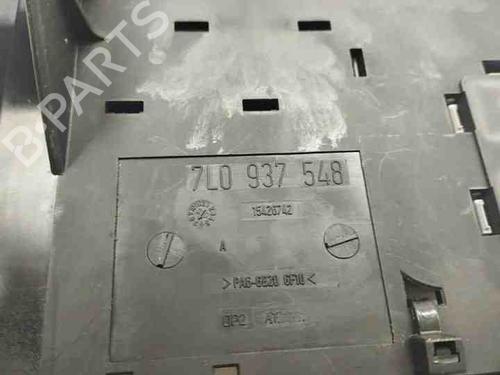 B-PARTS
7L0 937 548
15426742
A
>PA6-GB20 GF10<